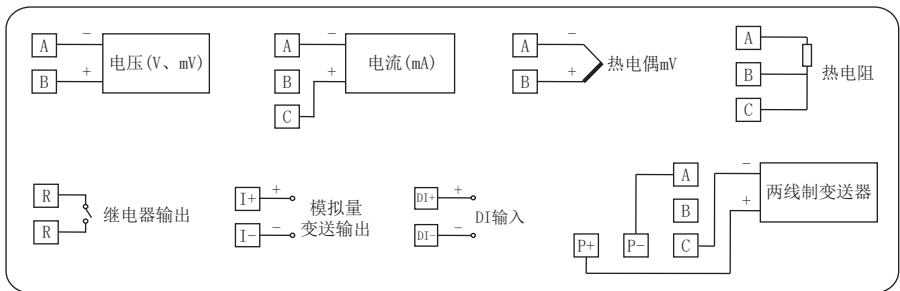 A
−
B
+
电压(V、mV)
A
−
B
+
C
电流(mA)
A
−
B
+
热电偶mV
A
B
C
热电阻
R
R
继电器输出
I+
+
I−
−
模拟量
变送输出
DI+
+
DI-
−
DI输入
A
B
C
P+
P−
−
+
两线制变送器